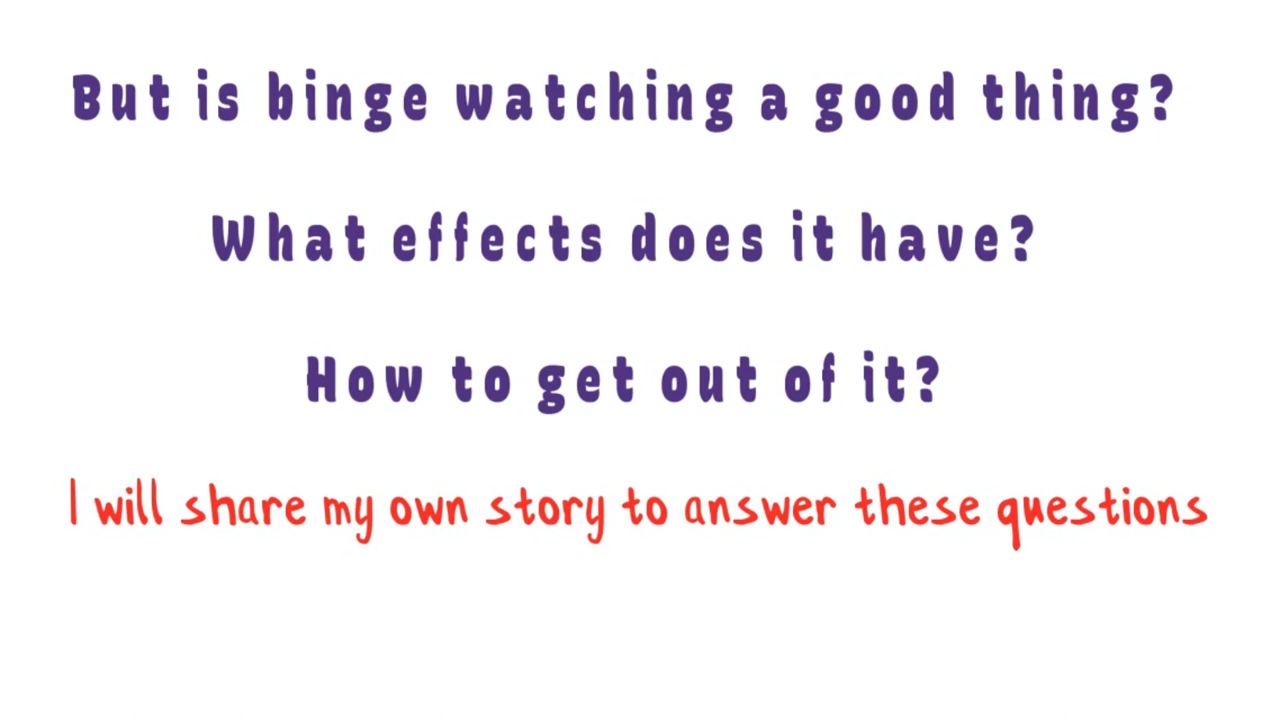 But is binge watching a good thing?
What effects does it have?
How to get out of it?
I will share my own story to answer these questions